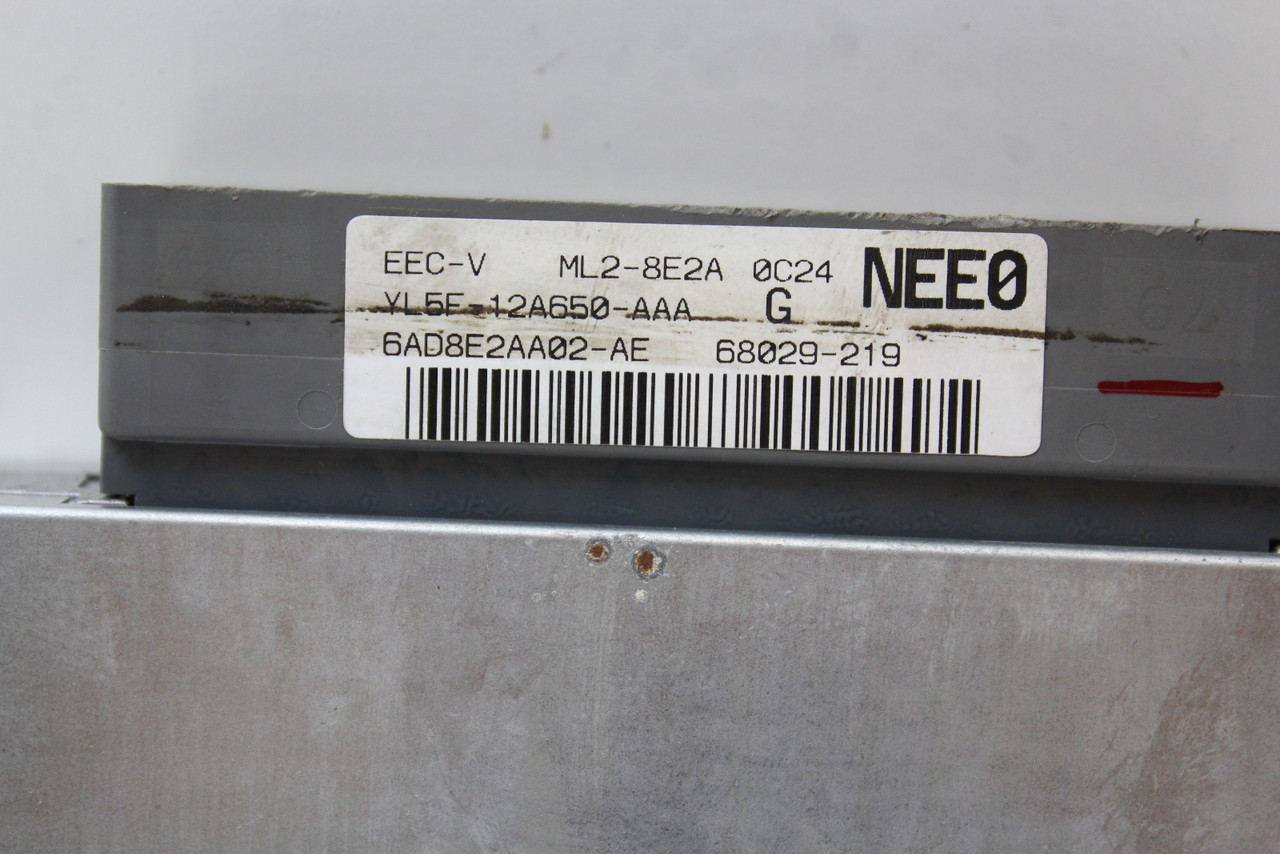 EEC-V ML2-8E2A 0C24 NEE0
YL5F-12A650-AAA G
6AD8E2AA02-AE 68029-219